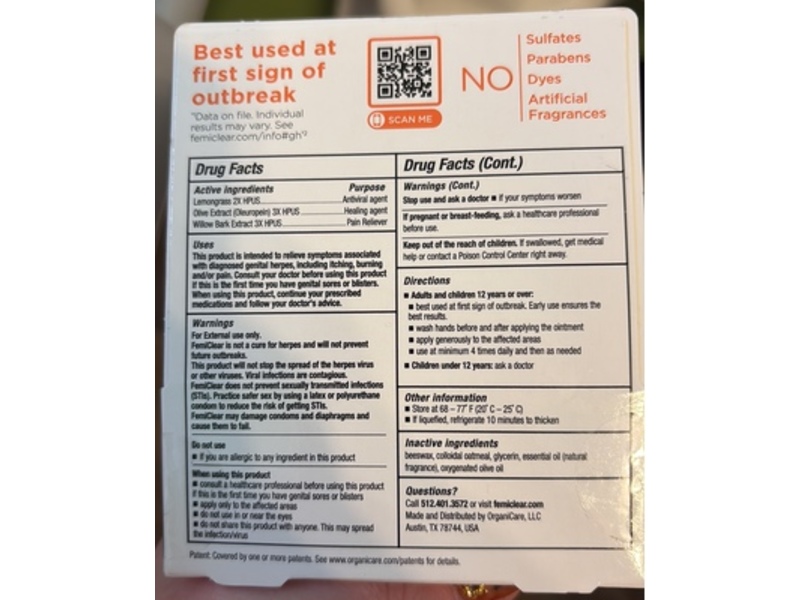 Best used at
first sign of
outbreak
*Data on file. Individual
results may vary. See
femiclear.com/info#gh
SCAN ME
NO
Sulfates
Parabens
Dyes
Artificial
Fragrances
Drug Facts
Active Ingredients Purpose
Lemongrass 2X HPUS Antiviral agent
Olive Extract (Oleuropein) 3X HPUS Healing agent
Willow Bark Extract 3X HPUS Pain Reliever
Uses
This product is intended to relieve symptoms associated
with diagnosed genital herpes, including itching, burning
and/or pain. Consult your doctor before using this product
if this is the first time you have genital sores or blisters.
When using this product, continue your prescribed
medications and follow your doctor's advice.
Warnings
For External use only.
FemiClear is not a cure for herpes and will not prevent
future outbreaks.
This product will not stop the spread of the herpes virus
or other viruses. Viral infections are contagious.
FemiClear does not prevent sexually transmitted infections
(STIs). Practice safer sex by using a latex or polyurethane
condom to reduce the risk of getting STIs.
FemiClear may damage condoms and diaphragms and
cause them to fail.
Do not use
■ If you are allergic to any ingredient in this product
When using this product
■ consult a healthcare professional before using this product
if this is the first time you have genital sores or blisters
■ apply only to the affected areas
■ do not use in or near the eyes
■ do not share this product with anyone. This may spread
the infection/virus
Drug Facts (Cont.)
Warnings (Cont.)
Stop use and ask a doctor ■ if your symptoms worsen
If pregnant or breast-feeding, ask a healthcare professional
before use.
Keep out of the reach of children. If swallowed, get medical
help or contact a Poison Control Center right away.
Directions
■ Adults and children 12 years or over:
■ best used at first sign of outbreak. Early use ensures the
best results.
■ wash hands before and after applying the ointment
■ apply generously to the affected areas
■ use at minimum 4 times daily and then as needed
■ Children under 12 years: ask a doctor
Other information
■ Store at 68 – 77° F (20° C – 25° C)
■ If liquefied, refrigerate 10 minutes to thicken
Inactive ingredients
beeswax, colloidal oatmeal, glycerin, essential oil (natural
fragrance), oxygenated olive oil
Questions?
Call 512.401.3572 or visit femiclear.com
Made and Distributed by OrganiCare, LLC
Austin, TX 78744, USA
Patent: Covered by one or more patents. See www.organicare.com/patents for details.